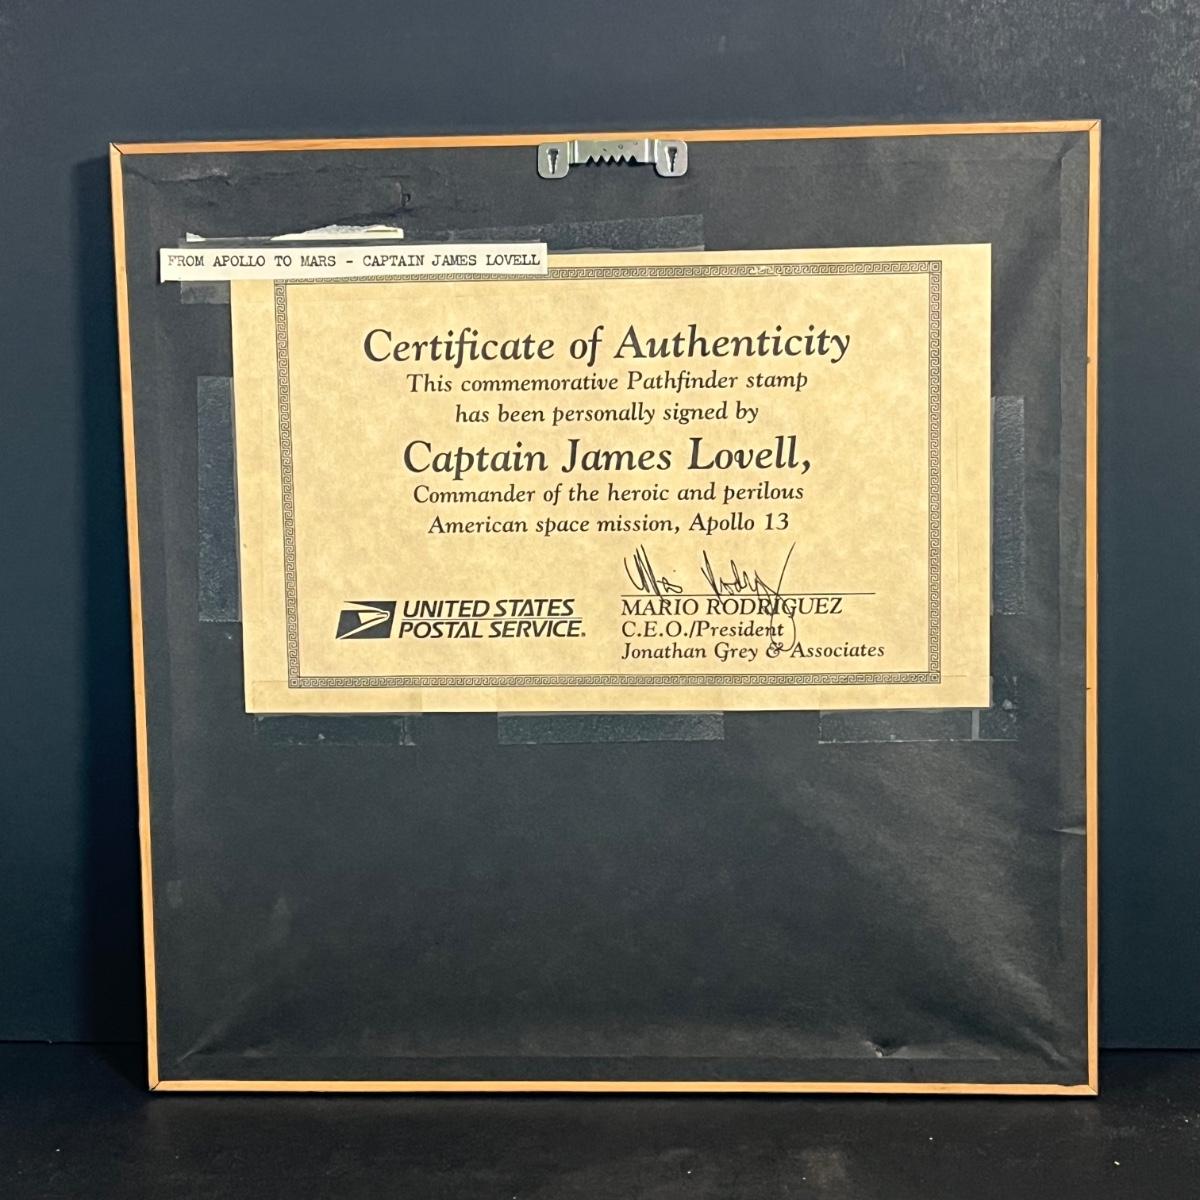 FROM APOLLO TO MARS - CAPTAIN JAMES LOVELL
Certificate of Authenticity
This commemorative Pathfinder stamp
has been personally signed by
Captain James Lovell,
Commander of the heroic and perilous
American space mission, Apollo 13
UNITED STATES
POSTAL SERVICE.
MARIO RODRIGUEZ
C.E.O./President
Jonathan Grey & Associates